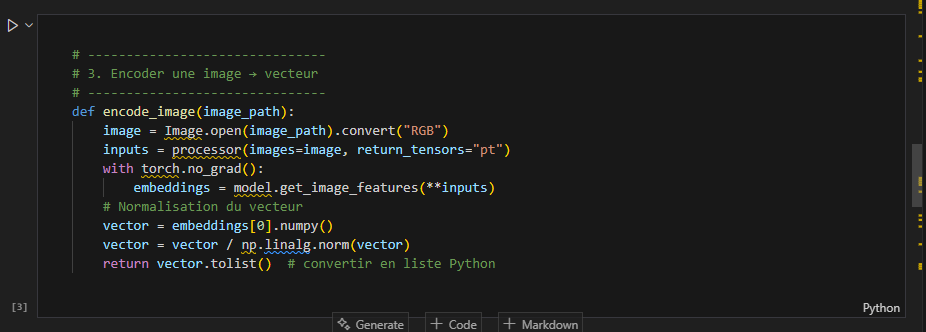 # -------------------------------
# 3. Encoder une image → vecteur
# -------------------------------
def encode_image(image_path):
    image = Image.open(image_path).convert("RGB")
    inputs = processor(images=image, return_tensors="pt")
    with torch.no_grad():
        embeddings = model.get_image_features(**inputs)
    # Normalisation du vecteur
    vector = embeddings[0].numpy()
    vector = vector / np.linalg.norm(vector)
    return vector.tolist()  # convertir en liste Python
[3]
Python
Generate + Code + Markdown